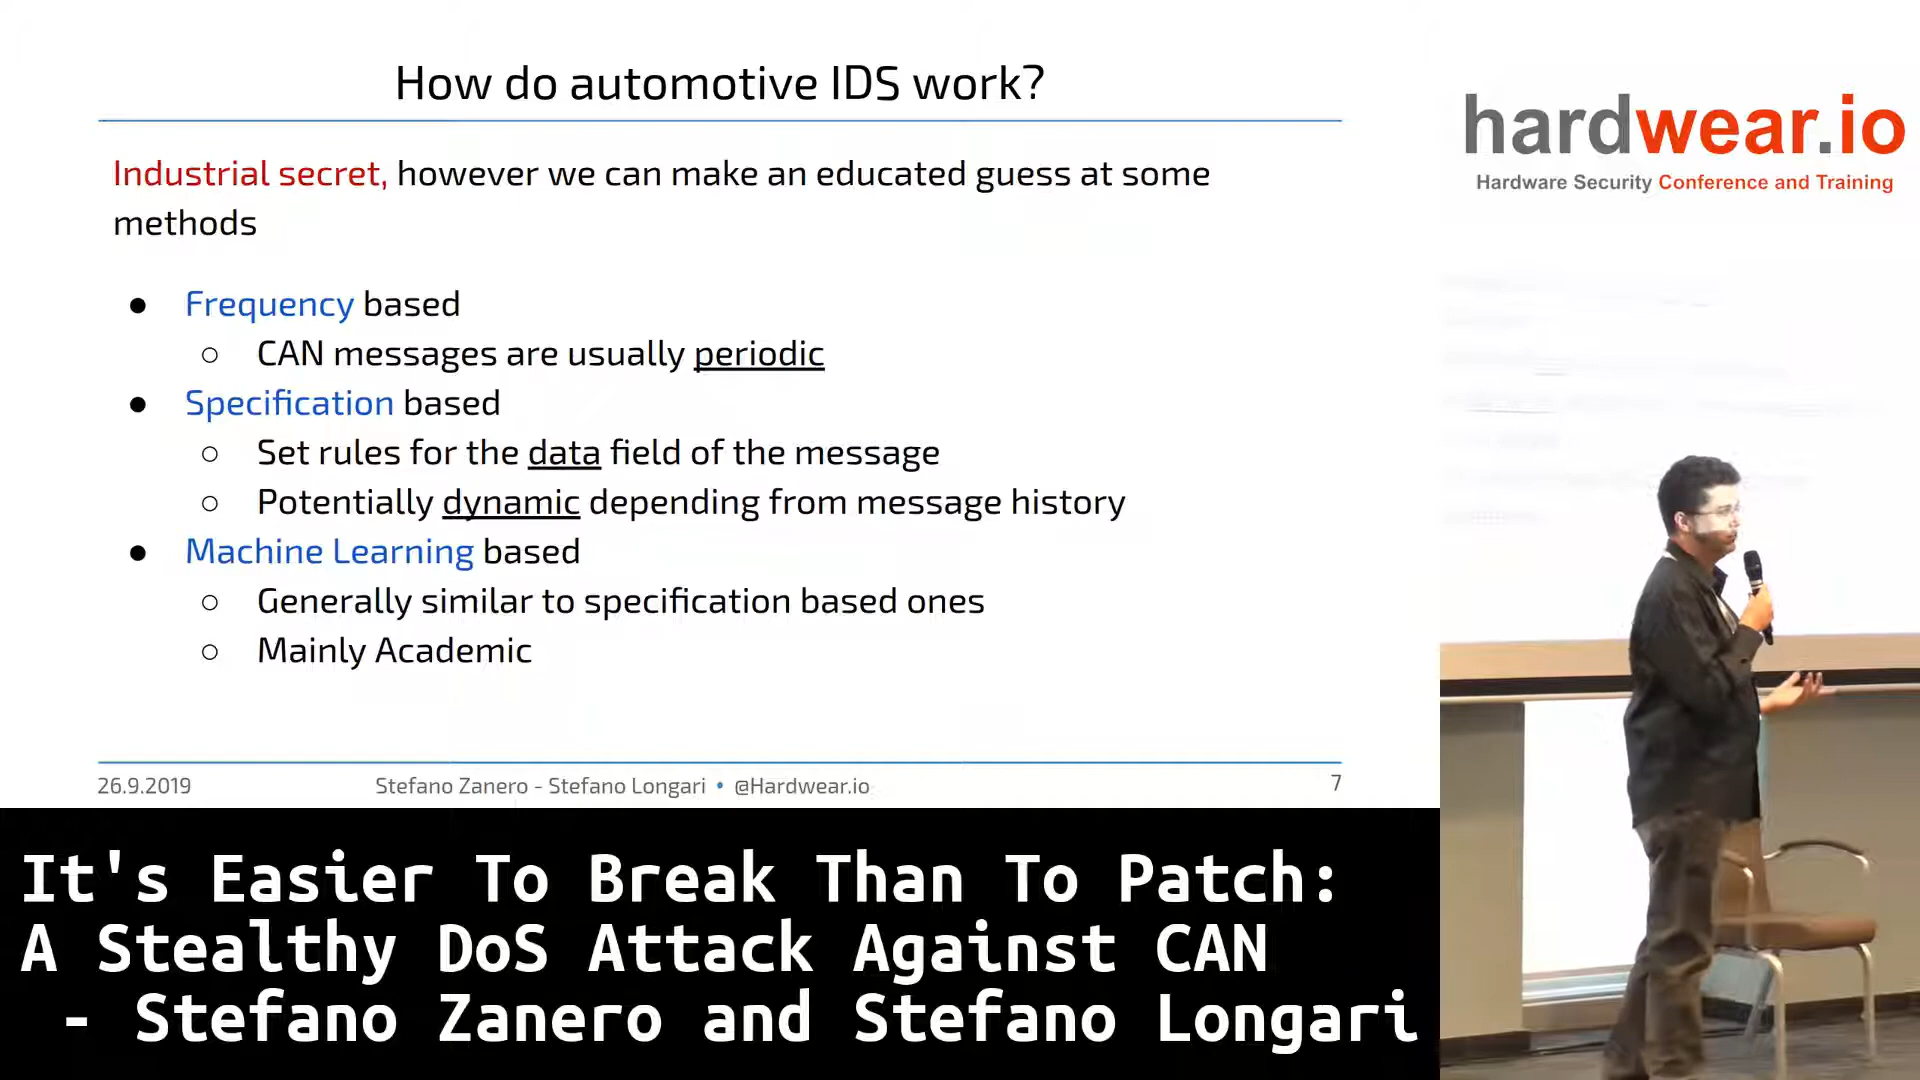 How do automotive IDS work?
Industrial secret, however we can make an educated guess at some
methods
● Frequency based
○ CAN messages are usually periodic
● Specification based
○ Set rules for the data field of the message
○ Potentially dynamic depending from message history
● Machine Learning based
○ Generally similar to specification based ones
○ Mainly Academic
26.9.2019 Stefano Zanero - Stefano Longari • @Hardwear.io 7
hardwear.io
Hardware Security Conference and Training
It's Easier To Break Than To Patch:
A Stealthy DoS Attack Against CAN
- Stefano Zanero and Stefano Longari